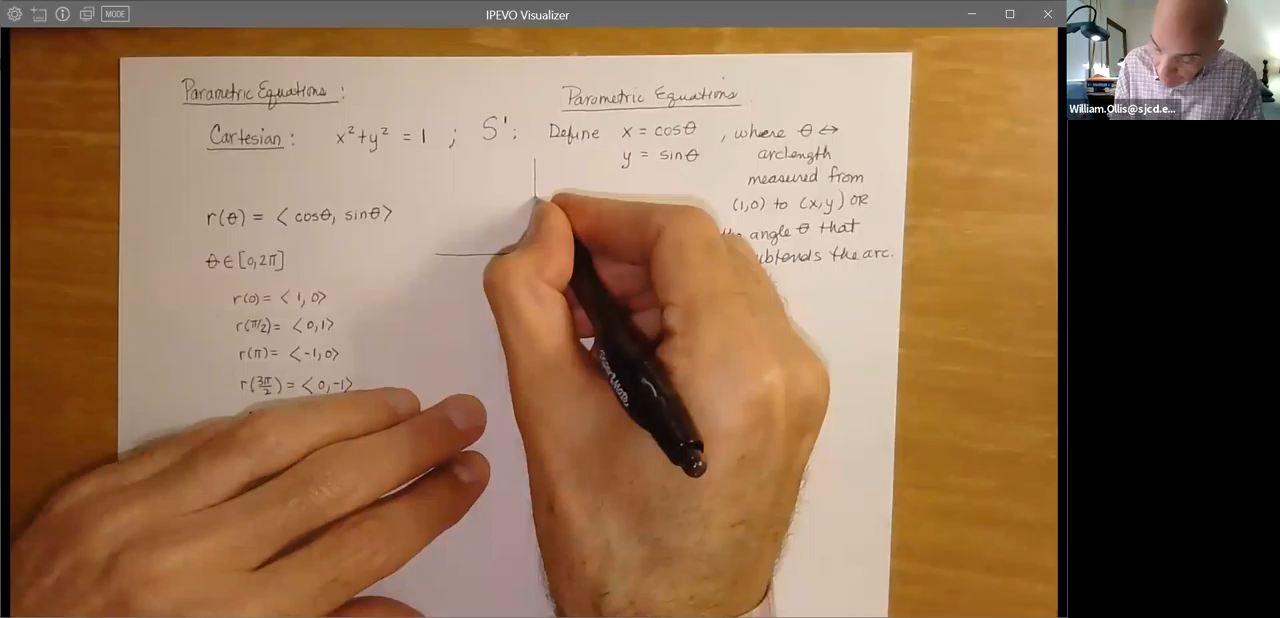 IPEVO Visualizer
MODE
William.Ollis@sjcd.e...
Parametric Equations :
Cartesian : x² + y² = 1 ; S¹ :
r(θ) = < cosθ, sinθ >
θ ∈ [0, 2π]
r(0) = < 1, 0 >
r(π/2) = < 0, 1 >
r(π) = < -1, 0 >
r(3π/2) = < 0, -1 >
Parametric Equations
Define x = cosθ , where θ ↔
y = sinθ arclength
measured from
(1,0) to (x,y) OR
angle θ that
the arc.